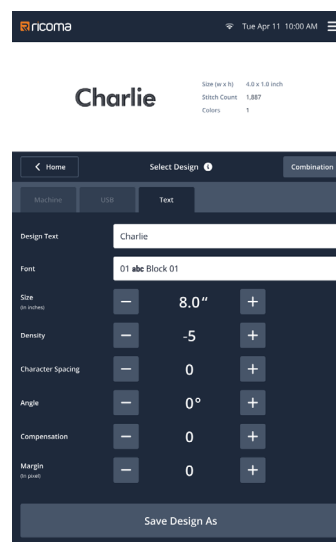 ricoma Tue Apr 11 10:00 AM
Charlie
Size (w x h) 4.0 x 1.0 inch
Stitch Count 1,887
Colors 1
Home Select Design Combination
Machine USB Text
Design Text Charlie
Font 01 abc Block 01
Size 8.0"
(in inches)
Density -5
Character Spacing 0
Angle 0°
Compensation 0
Margin 0
(in pixel)
Save Design As